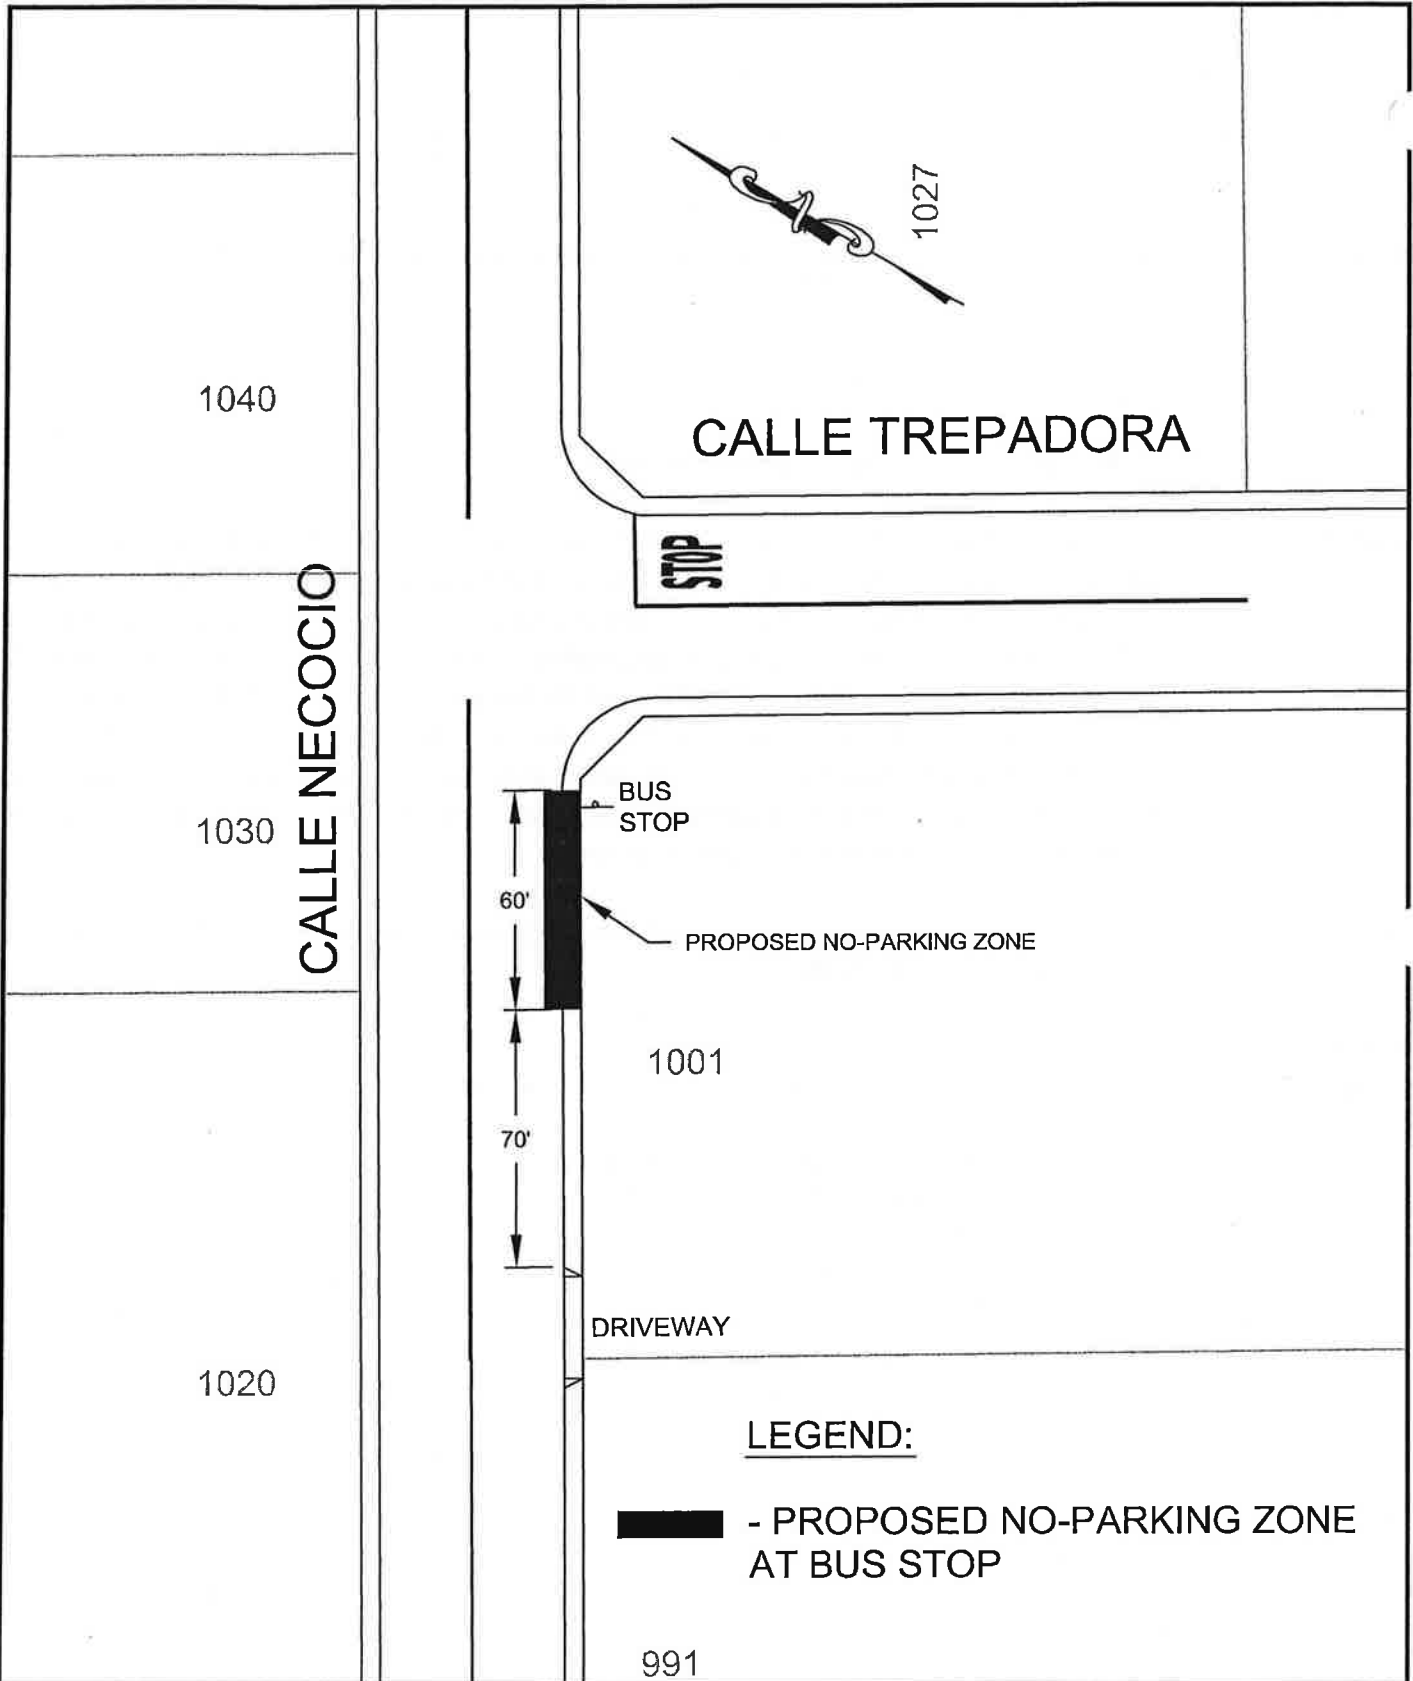 1027
1040
CALLE TREPADORA
STOP
CALLE NECOCIO
BUS
STOP
1030
60'
PROPOSED NO-PARKING ZONE
1001
70'
DRIVEWAY
1020
LEGEND:
- PROPOSED NO-PARKING ZONE
AT BUS STOP
991